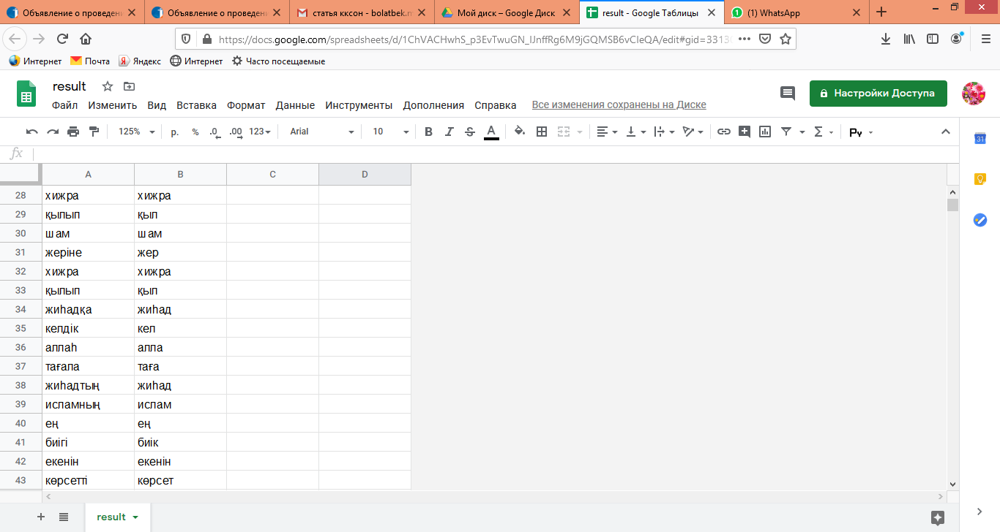 Объявление о проведени
Объявление о проведени
статья кксон - bolatbek.m
Мой диск – Google Диск
result - Google Таблицы
(1) WhatsApp
https://docs.google.com/spreadsheets/d/1ChVACHwhS_p3EvTwuGN_IJnffRg6M9jGQMSB6vCIeQA/edit#gid=3313
Интернет Почта Яндекс Интернет Часто посещаемые
result
Файл Изменить Вид Вставка Формат Данные Инструменты Дополнения Справка Все изменения сохранены на Диске
Настройки Доступа
125% р. % .0 .00 123 Arial 10 B I S A Σ Ру
31
fx
A B C D
28 хижра хижра
29 қылып қыл
30 шам шам
31 жеріне жер
32 хижра хижра
33 қылып қыл
34 жиһадқа жиһад
35 келдік кел
36 аллаһ алла
37 тағала таға
38 жиһадтың жиһад
39 исламның ислам
40 ең ең
41 биігі биік
42 екенін екенін
43 көрсетті көрсет
result